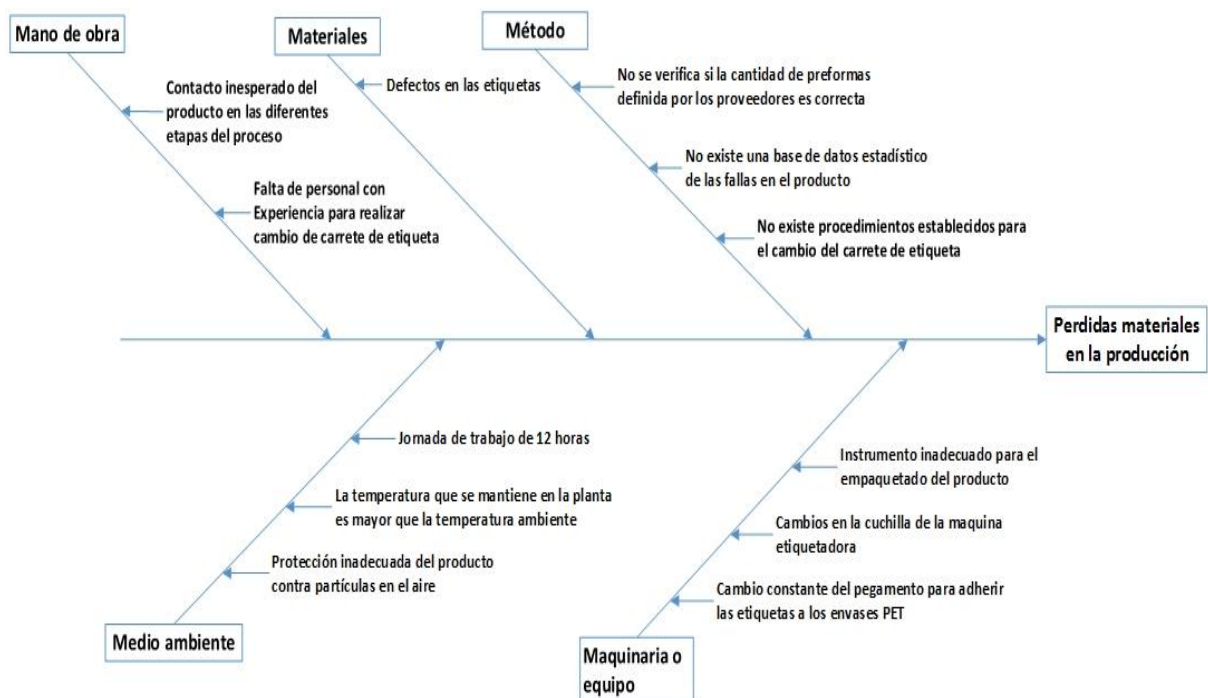 Mano de obra
Contacto inesperado del
producto en las diferentes
etapas del proceso
Falta de personal con
Experiencia para realizar
cambio de carrete de etiqueta
Materiales
Defectos en las etiquetas
Método
No se verifica si la cantidad de preformas
definida por los proveedores es correcta
No existe una base de datos estadístico
de las fallas en el producto
No existe procedimientos establecidos para
el cambio del carrete de etiqueta
Perdidas materiales
en la producción
Jornada de trabajo de 12 horas
La temperatura que se mantiene en la planta
es mayor que la temperatura ambiente
Protección inadecuada del producto
contra partículas en el aire
Medio ambiente
Instrumento inadecuado para el
empaquetado del producto
Cambios en la cuchilla de la maquina
etiquetadora
Cambio constante del pegamento para adherir
las etiquetas a los envases PET
Maquinaria o
equipo